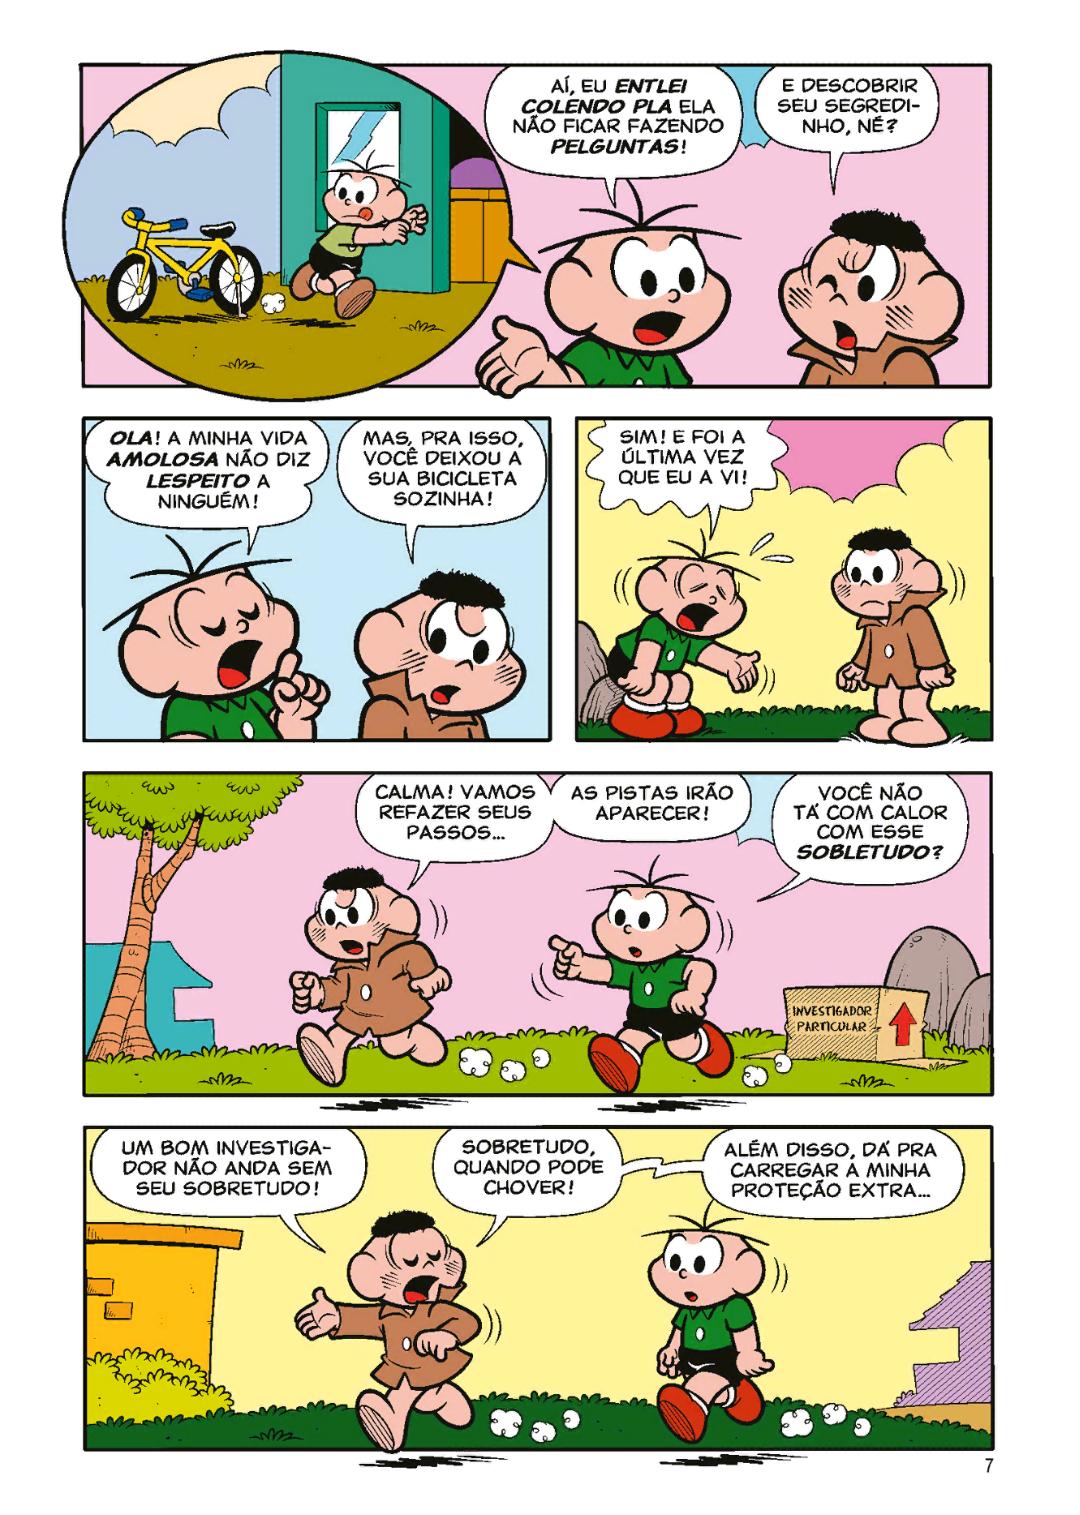 AÍ, EU ENTLEI
COLENDO PLA ELA
NÃO FICAR FAZENDO
PELGUNTAS!
E DESCOBRIR
SEU SEGREDI-
NHO, NÉ?
OLA! A MINHA VIDA
AMOLOSA NÃO DIZ
LESPEITO A
NINGUÉM!
MAS, PRA ISSO,
VOCÊ DEIXOU A
SUA BICICLETA
SOZINHA!
SIM! E FOI A
ÚLTIMA VEZ
QUE EU A VI!
CALMA! VAMOS
REFAZER SEUS
PASSOS...
AS PISTAS IRÃO
APARECER!
VOCÊ NÃO
TÁ COM CALOR
COM ESSE
SOBLETUDO?
INVESTIGADOR
PARTICULAR
UM BOM INVESTIGA-
DOR NÃO ANDA SEM
SEU SOBRETUDO!
SOBRETUDO,
QUANDO PODE
CHOVER!
ALÉM DISSO, DÁ PRA
CARREGAR A MINHA
PROTEÇÃO EXTRA...
7